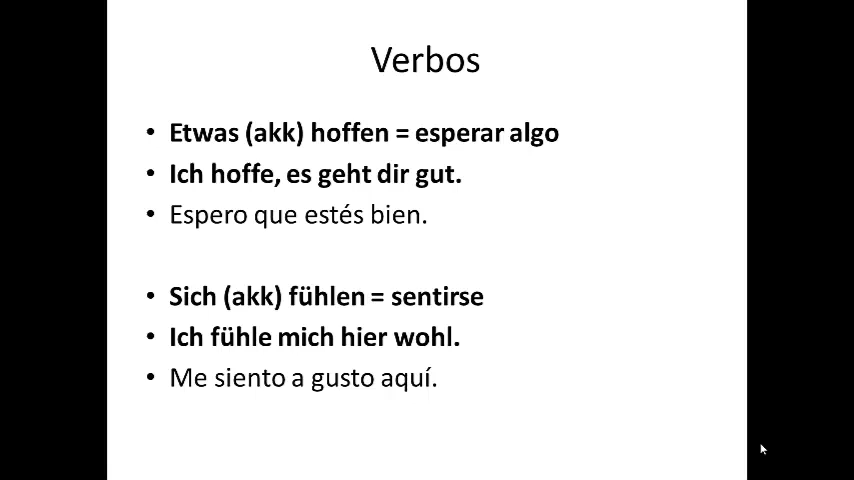 Verbos
• Etwas (akk) hoffen = esperar algo
• Ich hoffe, es geht dir gut.
• Espero que estés bien.
• Sich (akk) fühlen = sentirse
• Ich fühle mich hier wohl.
• Me siento a gusto aquí.